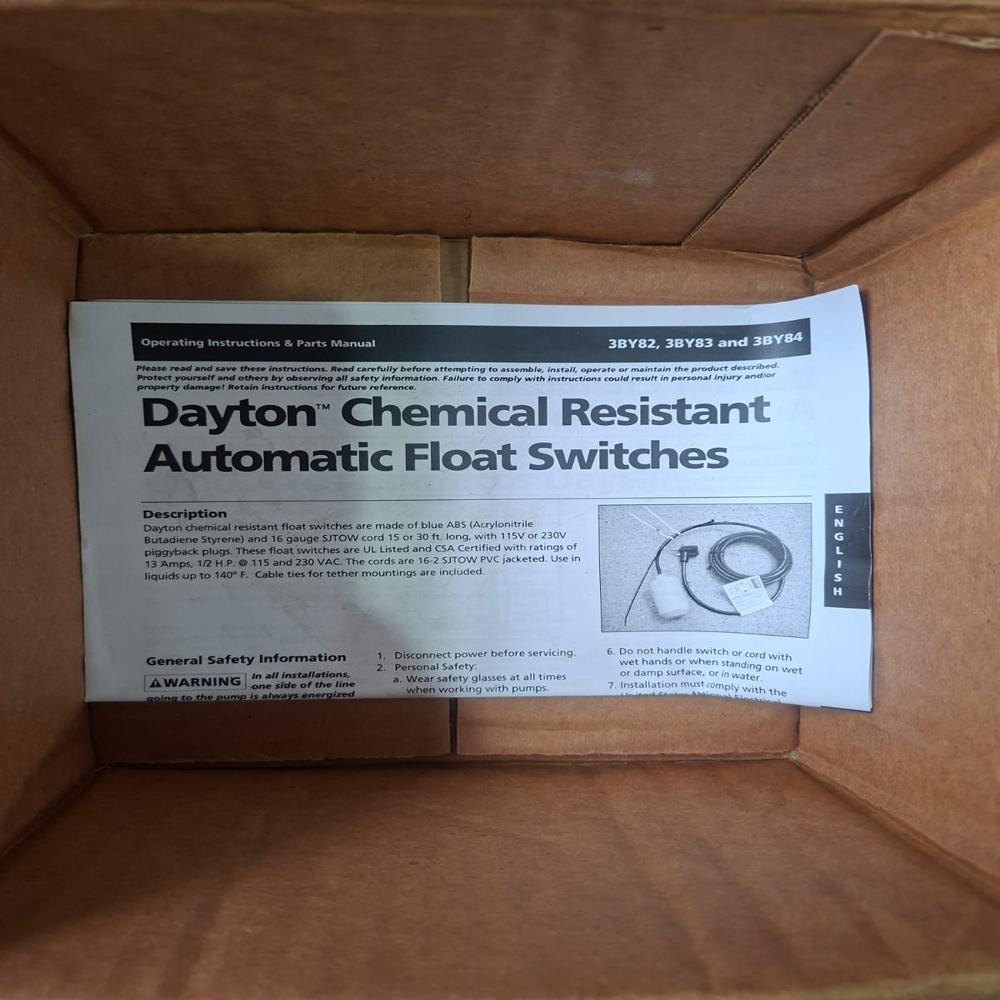 Operating Instructions & Parts Manual
3BY82, 3BY83 and 3BY84
Please read and save these instructions. Read carefully before attempting to assemble, install, operate or maintain the product described.
Protect yourself and others by observing all safety information. Failure to comply with instructions could result in personal injury and/or
property damage! Retain instructions for future reference.
Dayton™ Chemical Resistant
Automatic Float Switches
Description
Dayton chemical resistant float switches are made of blue ABS (Acrylonitrile
Butadiene Styrene) and 16 gauge SJTOW cord 15 or 30 ft. long, with 115V or 230V
piggyback plugs. These float switches are UL Listed and CSA Certified with ratings of
13 Amps, 1/2 H.P. @ 115 and 230 VAC. The cords are 16-2 SJTOW PVC jacketed. Use in
liquids up to 140° F. Cable ties for tether mountings are included.
ENGLISH
General Safety Information
⚠WARNING In all installations,
one side of the line
going to the pump is always energized
1. Disconnect power before servicing.
2. Personal Safety:
a. Wear safety glasses at all times
when working with pumps.
6. Do not handle switch or cord with
wet hands or when standing on wet
or damp surface, or in water.
7. Installation must comply with the
United States National Electrical